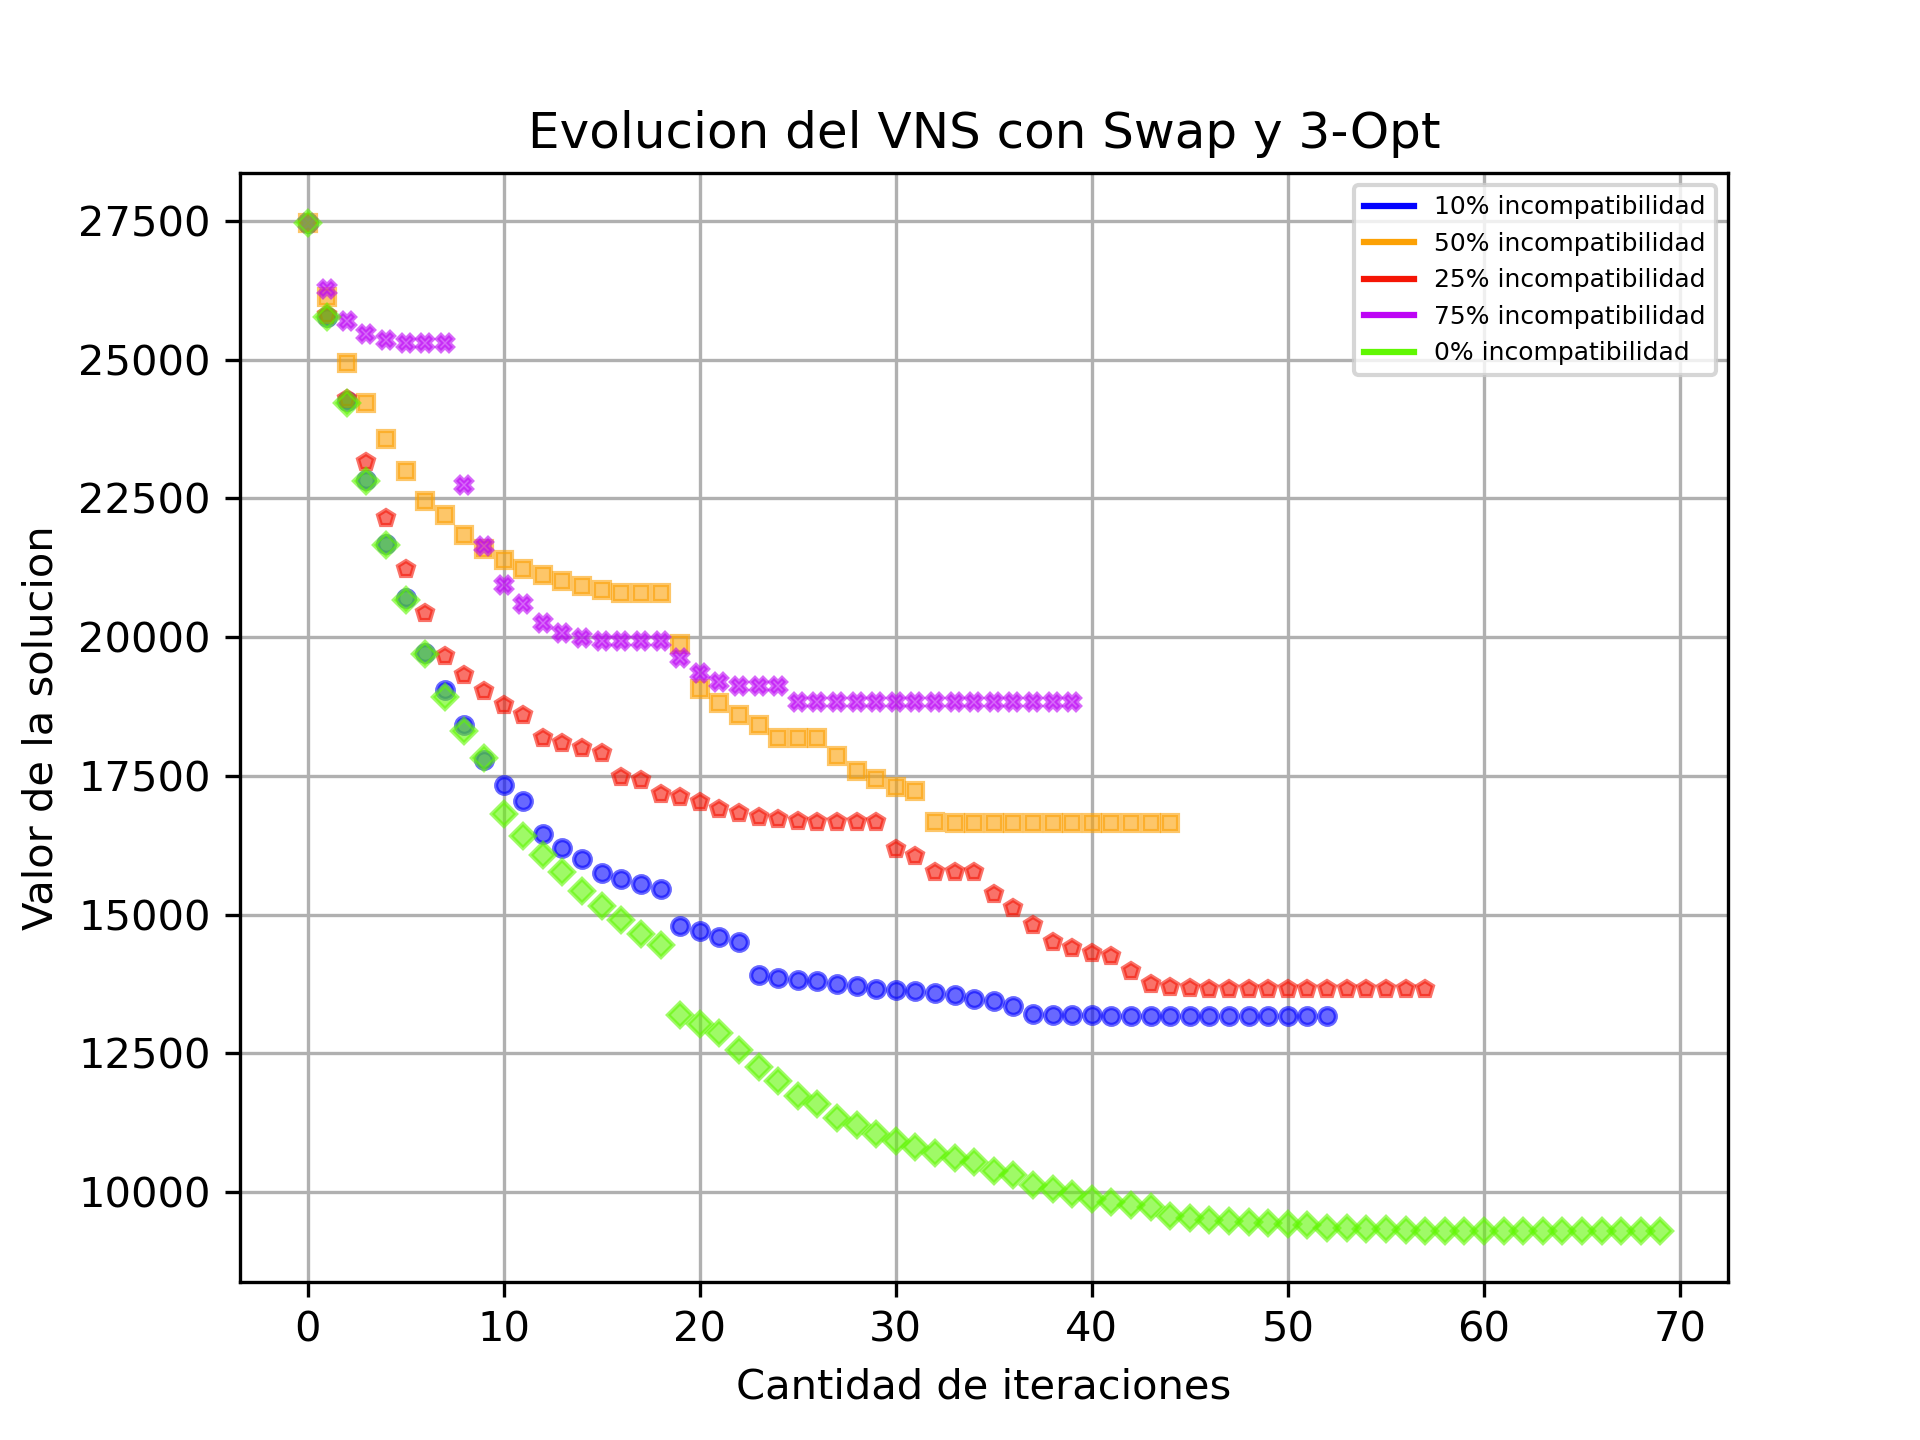 Evolucion del VNS con Swap y 3-Opt
10% incompatibilidad
50% incompatibilidad
25% incompatibilidad
75% incompatibilidad
0% incompatibilidad
Valor de la solucion
27500
25000
22500
20000
17500
15000
12500
10000
0 10 20 30 40 50 60 70
Cantidad de iteraciones